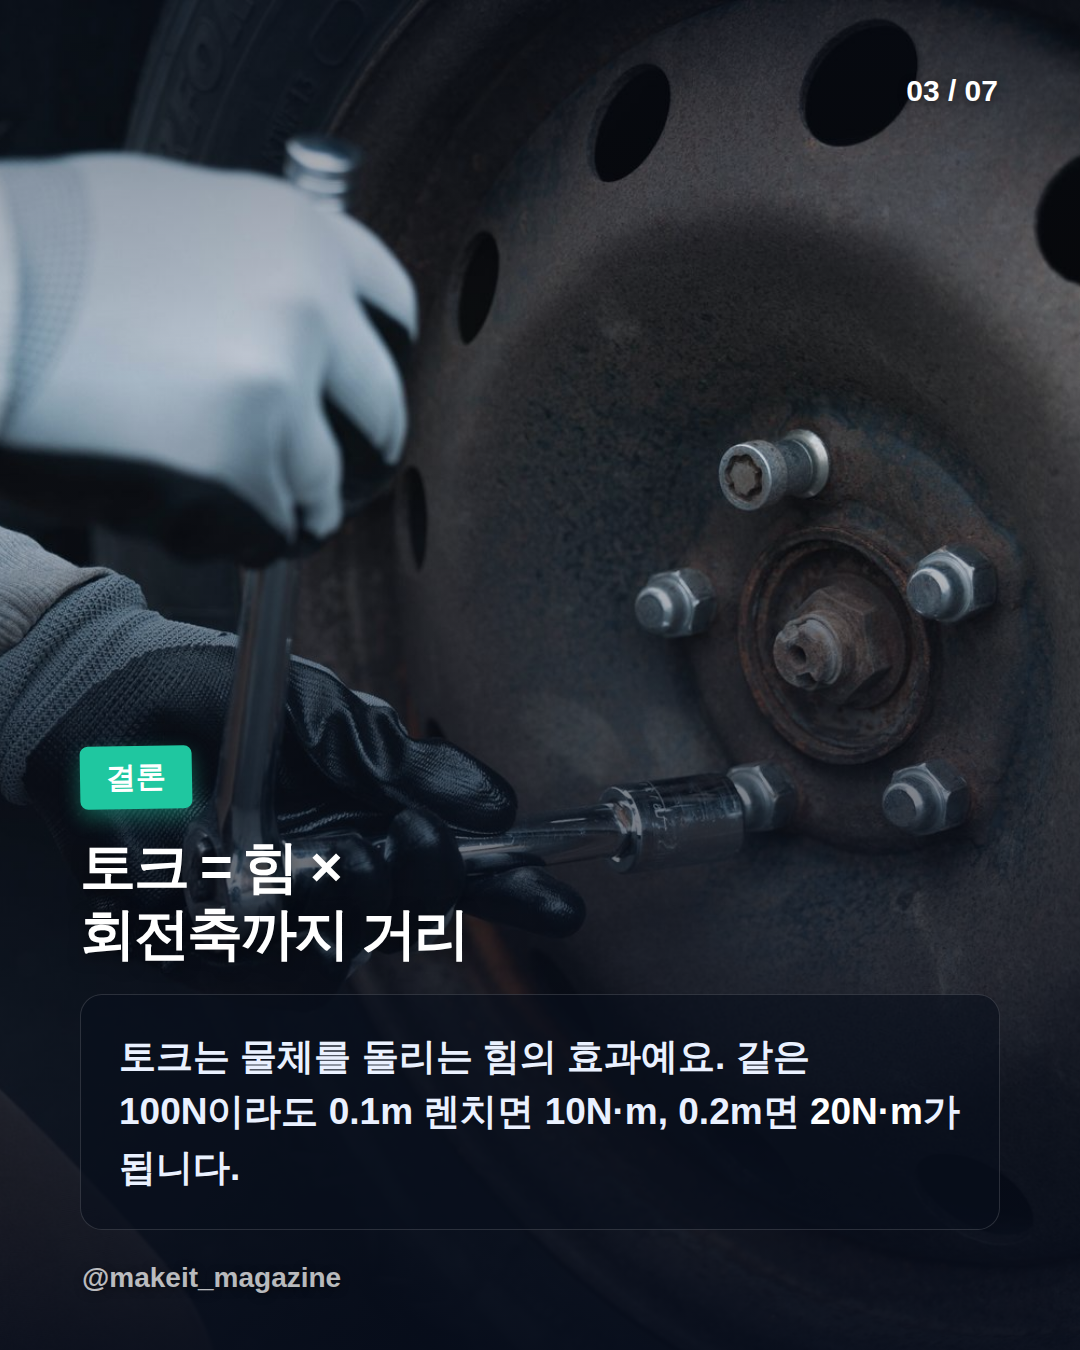 03 / 07
결론
토크 = 힘 ×
회전축까지 거리
토크는 물체를 돌리는 힘의 효과예요. 같은
100N이라도 0.1m 렌치면 10N·m, 0.2m면 20N·m가
됩니다.
@makeit_magazine